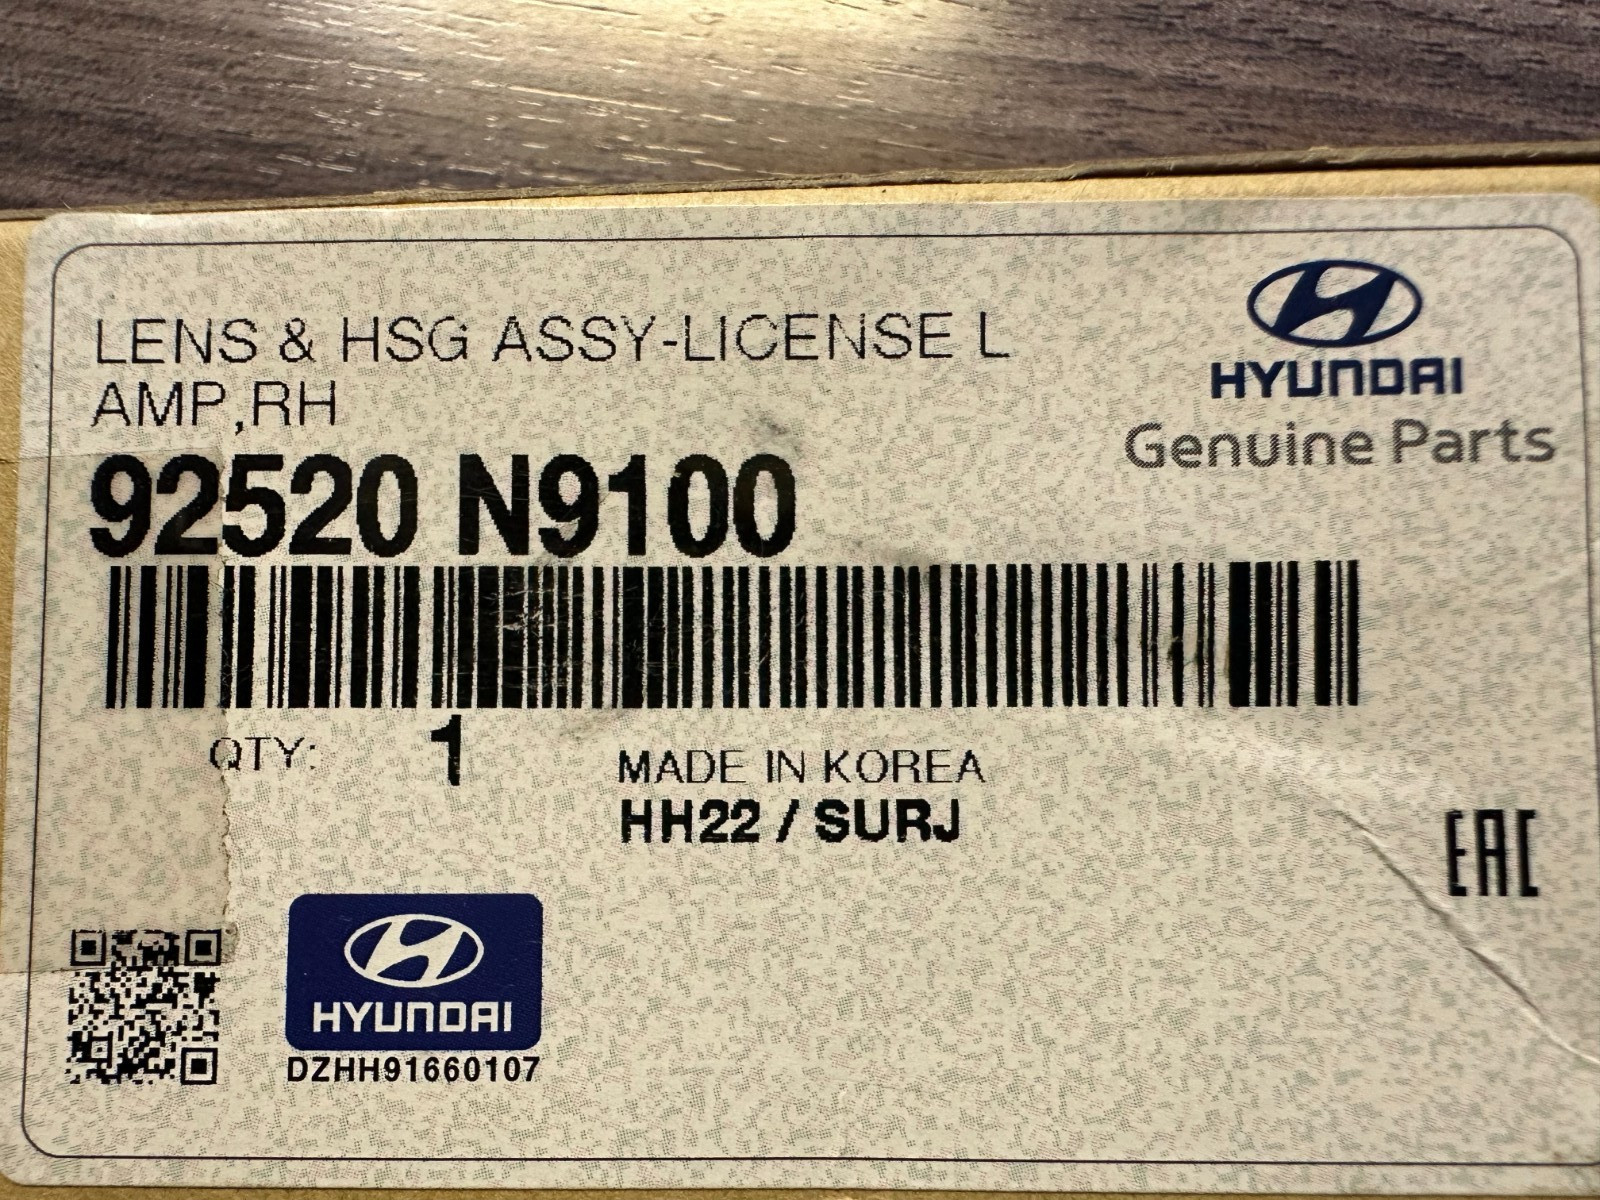 LENS & HSG ASSY-LICENSE L
AMP,RH
HYUNDAI
Genuine Parts
92520 N9100
QTY: 1
MADE IN KOREA
HH22 / SURJ
EAC
HYUNDAI
DZHH91660107